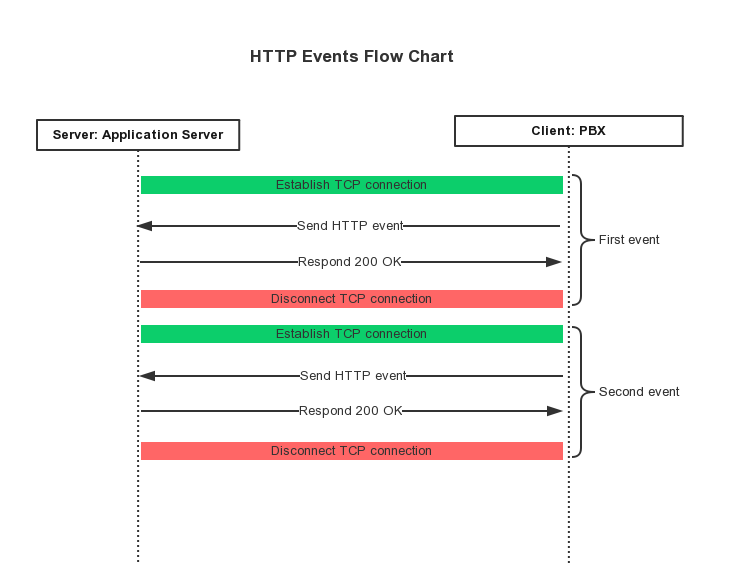 HTTP Events Flow Chart
Server: Application Server
Client: PBX
Establish TCP connection
Send HTTP event
First event
Respond 200 OK
Disconnect TCP connection
Establish TCP connection
Send HTTP event
Second event
Respond 200 OK
Disconnect TCP connection